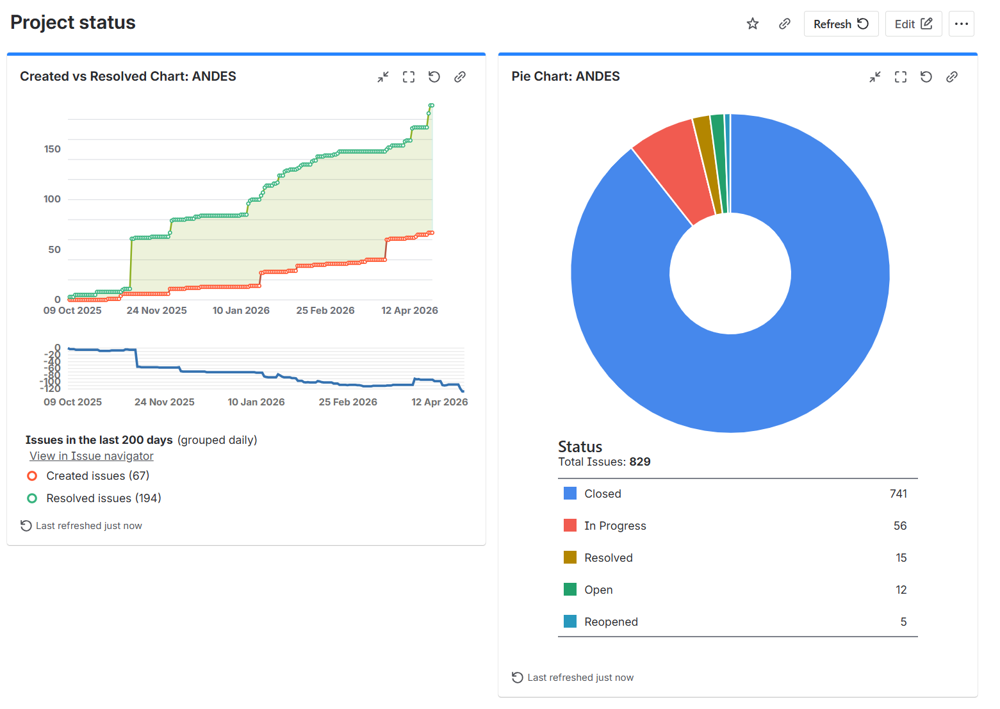 Project status
Refresh
Edit
Created vs Resolved Chart: ANDES
150
100
50
0
09 Oct 2025
24 Nov 2025
10 Jan 2026
25 Feb 2026
12 Apr 2026
0
-20
-40
-60
-80
-100
-120
09 Oct 2025
24 Nov 2025
10 Jan 2026
25 Feb 2026
12 Apr 2026
Issues in the last 200 days (grouped daily)
View in Issue navigator
Created issues (67)
Resolved issues (194)
Last refreshed just now
Pie Chart: ANDES
Status
Total Issues: 829
Closed 741
In Progress 56
Resolved 15
Open 12
Reopened 5
Last refreshed just now